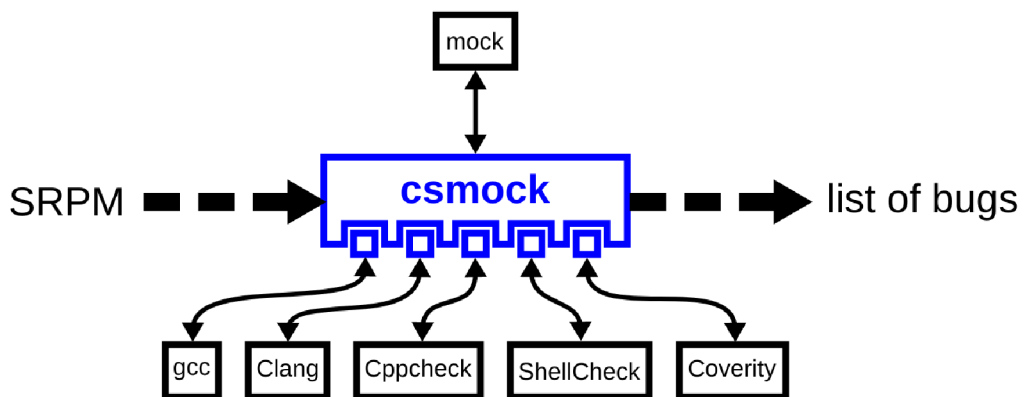 mock
SRPM
csmock
list of bugs
gcc
Clang
Cppcheck
ShellCheck
Coverity